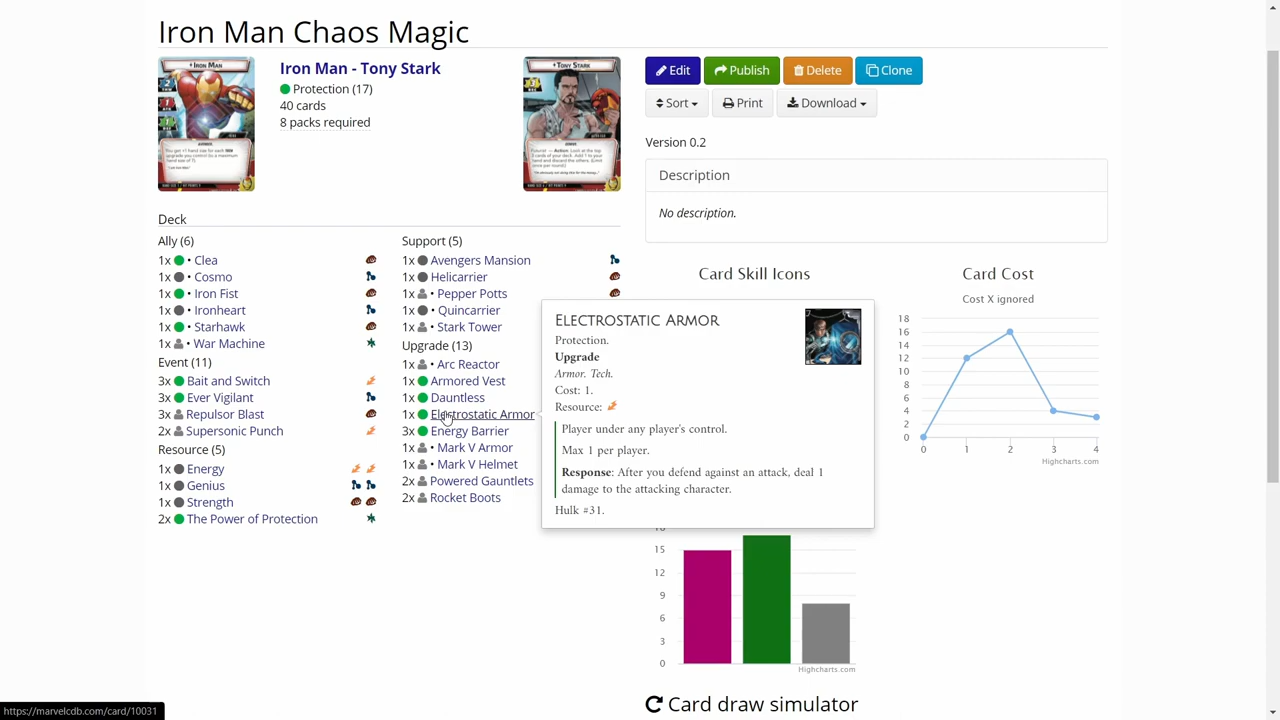 Iron Man Chaos Magic
IRON MAN
TONY STARK
Iron Man - Tony Stark
Protection (17)
40 cards
8 packs required
Edit
Publish
Delete
Clone
Sort
Print
Download
Version 0.2
Description
No description.
Deck
Ally (6)
1x • Clea
1x • Cosmo
1x • Iron Fist
1x • Ironheart
1x • Starhawk
1x • War Machine
Event (11)
3x Bait and Switch
3x Ever Vigilant
3x Repulsor Blast
2x Supersonic Punch
Resource (5)
1x Energy
1x Genius
1x Strength
2x The Power of Protection
Support (5)
1x Avengers Mansion
1x Helicarrier
1x • Pepper Potts
1x • Quincarrier
1x • Stark Tower
Upgrade (13)
1x • Arc Reactor
1x Armored Vest
1x Dauntless
1x Electrostatic Armor
3x Energy Barrier
1x • Mark V Armor
1x • Mark V Helmet
2x Powered Gauntlets
2x Rocket Boots
Electrostatic Armor
Protection.
Upgrade
Armor. Tech.
Cost: 1.
Resource:
Player under any player's control.
Max 1 per player.
Response: After you defend against an attack, deal 1
damage to the attacking character.
Hulk #31.
Card Skill Icons
Card Cost
Cost X ignored
18
16
14
12
10
8
6
4
2
0
0 1 2 3 4
Highcharts.com
15
12
9
6
3
0
Highcharts.com
Card draw simulator
https://marvelcdb.com/card/10031